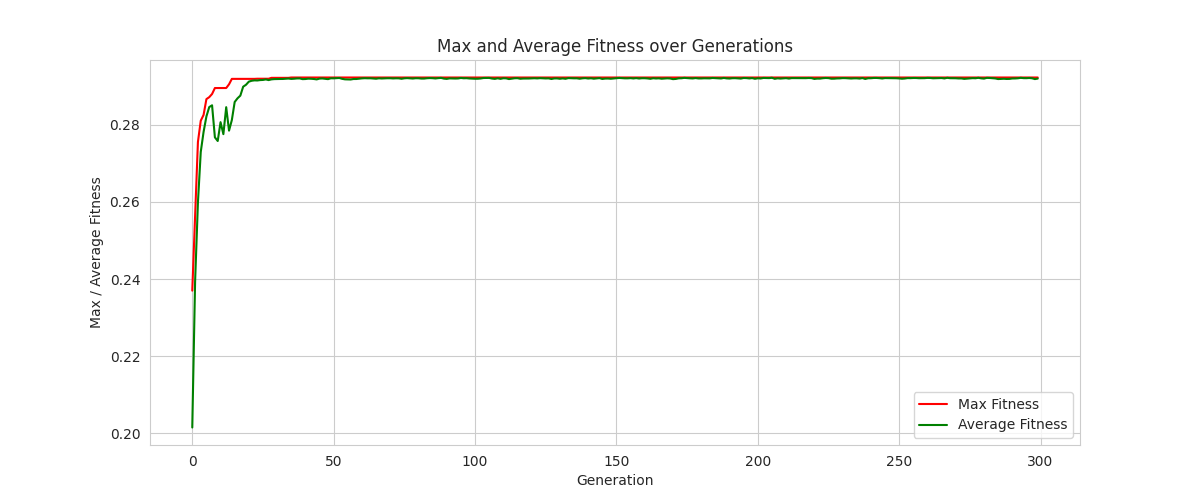 Max and Average Fitness over Generations
Max / Average Fitness
0.28
0.26
0.24
0.22
0.20
0 50 100 150 200 250 300
Generation
Max Fitness
Average Fitness